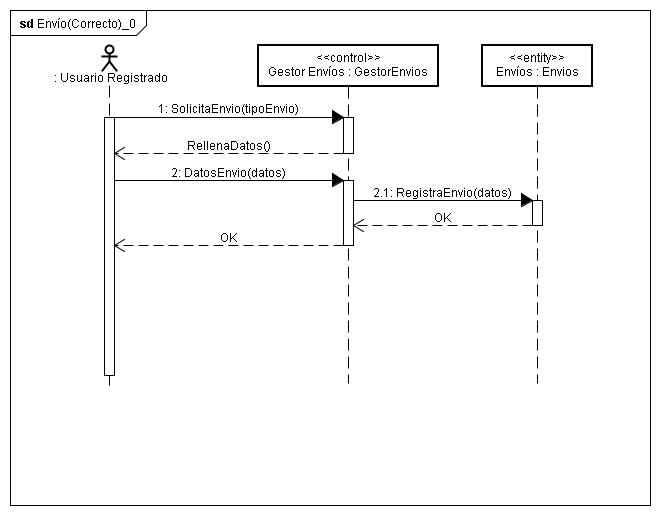 sd Envío(Correcto)_0
: Usuario Registrado
<<control>>
Gestor Envíos : GestorEnvios
<<entity>>
Envíos : Envios
1: SolicitaEnvio(tipoEnvio)
RellenaDatos()
2: DatosEnvio(datos)
2.1: RegistraEnvio(datos)
OK
OK